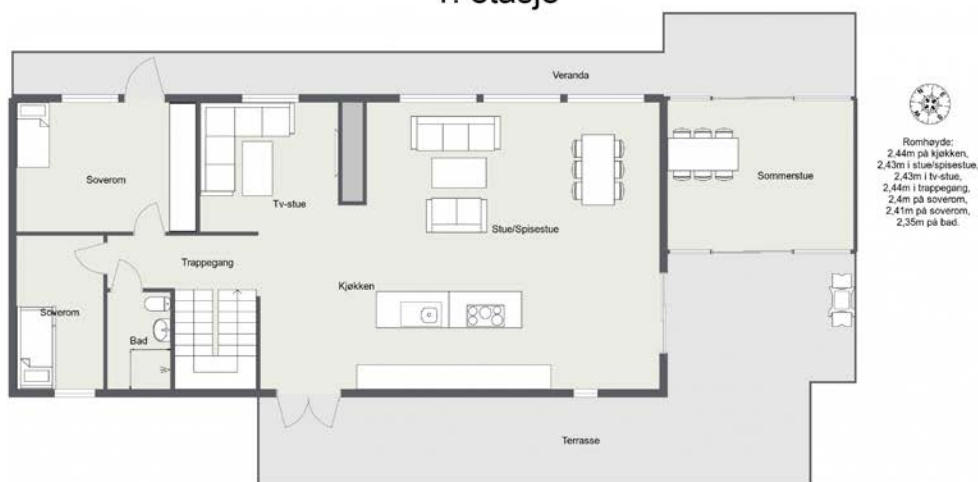 1. etasje
Veranda
Soverom
Tv-stue
Stue/Spisestue
Sommerstue
Trappegang
Kjøkken
Soverom
Bad
Terrasse
N
E
S
W
Romhøyde:
2,44m på kjøkken,
2,43m i stue/spisestue,
2,43m i tv-stue,
2,44m i trappegang,
2,4m på soverom,
2,41m på soverom,
2,35m på bad.